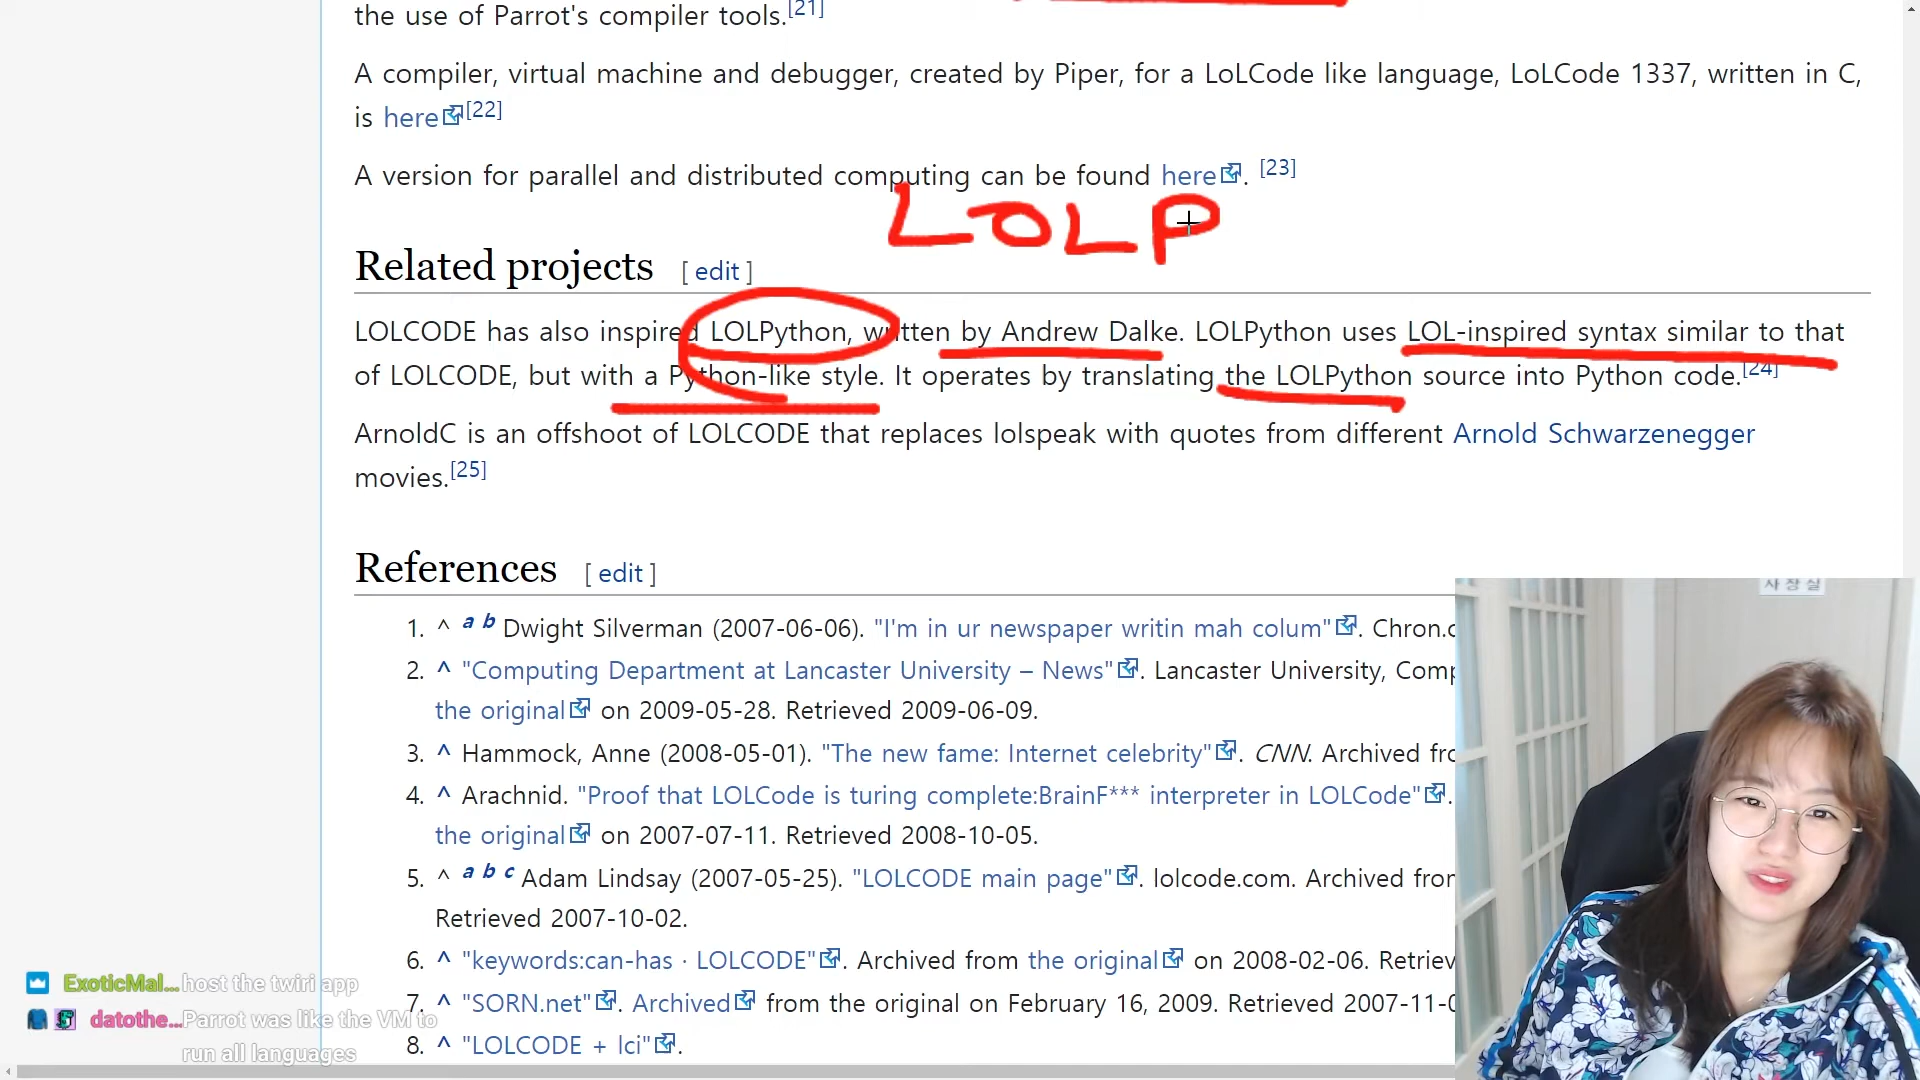 the use of Parrot's compiler tools.[21]
A compiler, virtual machine and debugger, created by Piper, for a LoLCode like language, LoLCode 1337, written in C,
is here[22]
A version for parallel and distributed computing can be found here. [23]
LOLP
Related projects [ edit ]
LOLCODE has also inspired LOLPython, written by Andrew Dalke. LOLPython uses LOL-inspired syntax similar to that
of LOLCODE, but with a Python-like style. It operates by translating the LOLPython source into Python code.[24]
ArnoldC is an offshoot of LOLCODE that replaces lolspeak with quotes from different Arnold Schwarzenegger
movies.[25]
References [ edit ]
1. ^ a b Dwight Silverman (2007-06-06). "I'm in ur newspaper writin mah colum". Chron.c
2. ^ "Computing Department at Lancaster University – News". Lancaster University, Comp
the original on 2009-05-28. Retrieved 2009-06-09.
3. ^ Hammock, Anne (2008-05-01). "The new fame: Internet celebrity". CNN. Archived fro
4. ^ Arachnid. "Proof that LOLCode is turing complete:BrainF*** interpreter in LOLCode".
the original on 2007-07-11. Retrieved 2008-10-05.
5. ^ a b c Adam Lindsay (2007-05-25). "LOLCODE main page". lolcode.com. Archived from
Retrieved 2007-10-02.
6. ^ "keywords:can-has · LOLCODE". Archived from the original on 2008-02-06. Retriev
7. ^ "SORN.net". Archived from the original on February 16, 2009. Retrieved 2007-11-0
8. ^ "LOLCODE + lci".
사장실
ExoticMal... host the twiri app
datothe... Parrot was like the VM to
run all languages